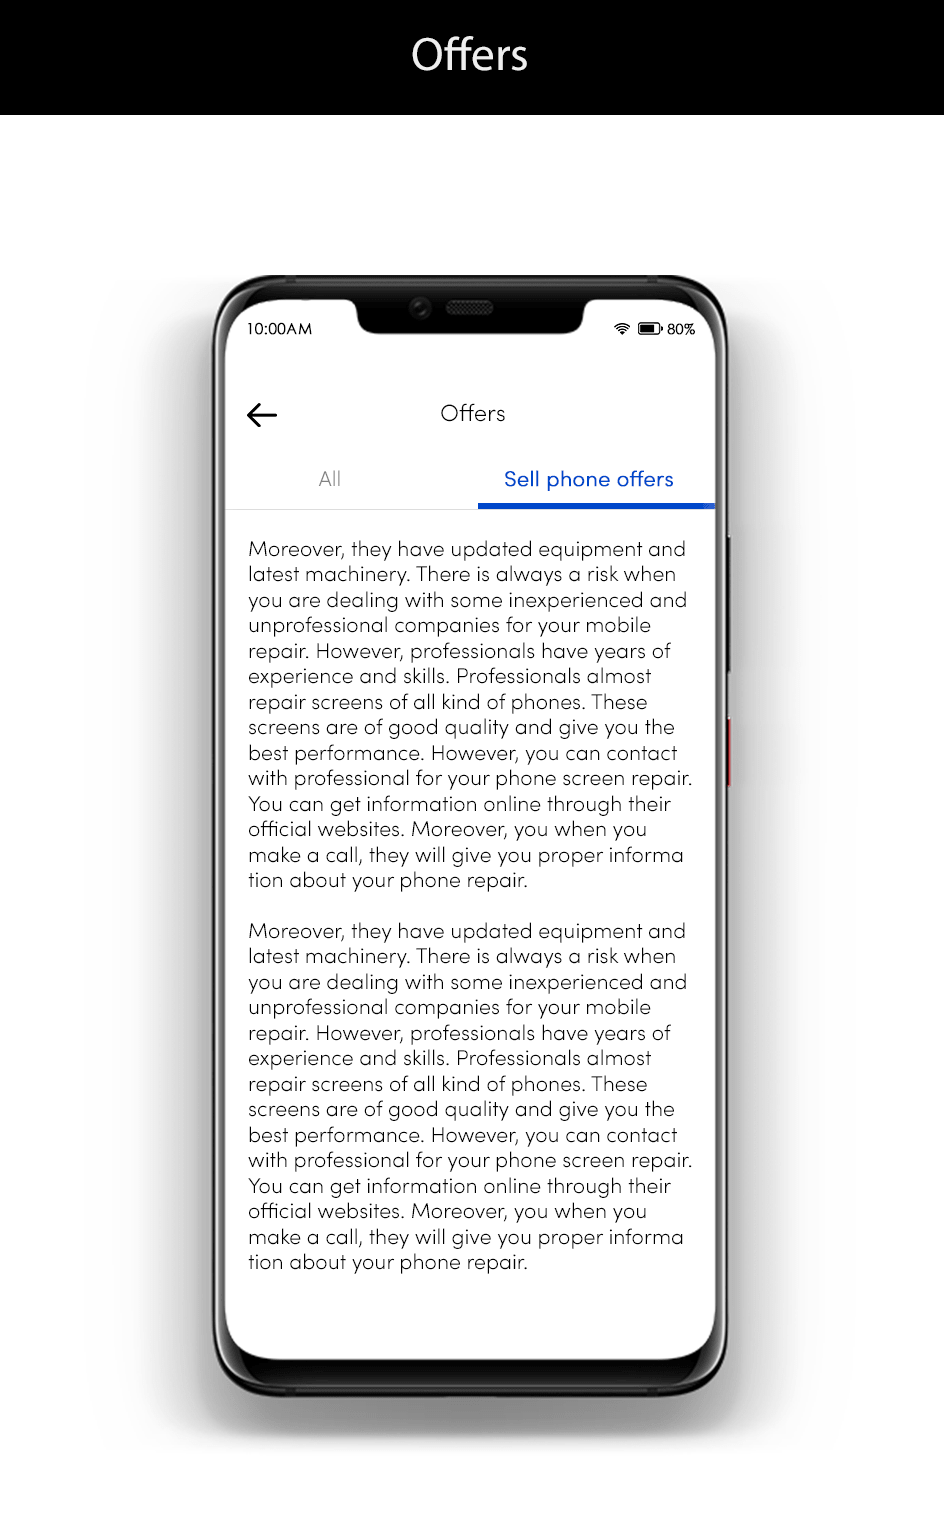 Offers
10:00AM
80%
Offers
All
Sell phone offers
Moreover, they have updated equipment and
latest machinery. There is always a risk when
you are dealing with some inexperienced and
unprofessional companies for your mobile
repair. However, professionals have years of
experience and skills. Professionals almost
repair screens of all kind of phones. These
screens are of good quality and give you the
best performance. However, you can contact
with professional for your phone screen repair.
You can get information online through their
official websites. Moreover, you when you
make a call, they will give you proper informa
tion about your phone repair.
Moreover, they have updated equipment and
latest machinery. There is always a risk when
you are dealing with some inexperienced and
unprofessional companies for your mobile
repair. However, professionals have years of
experience and skills. Professionals almost
repair screens of all kind of phones. These
screens are of good quality and give you the
best performance. However, you can contact
with professional for your phone screen repair.
You can get information online through their
official websites. Moreover, you when you
make a call, they will give you proper informa
tion about your phone repair.